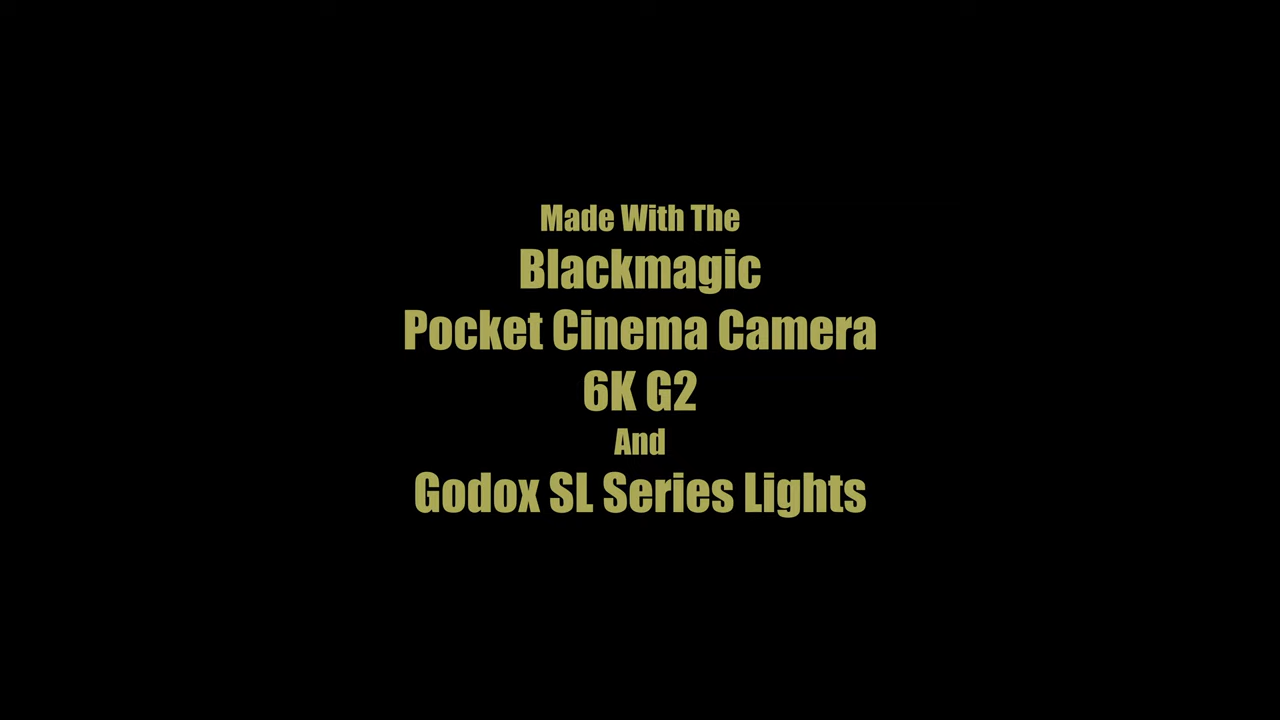 Made With The
Blackmagic
Pocket Cinema Camera
6K G2
And
Godox SL Series Lights